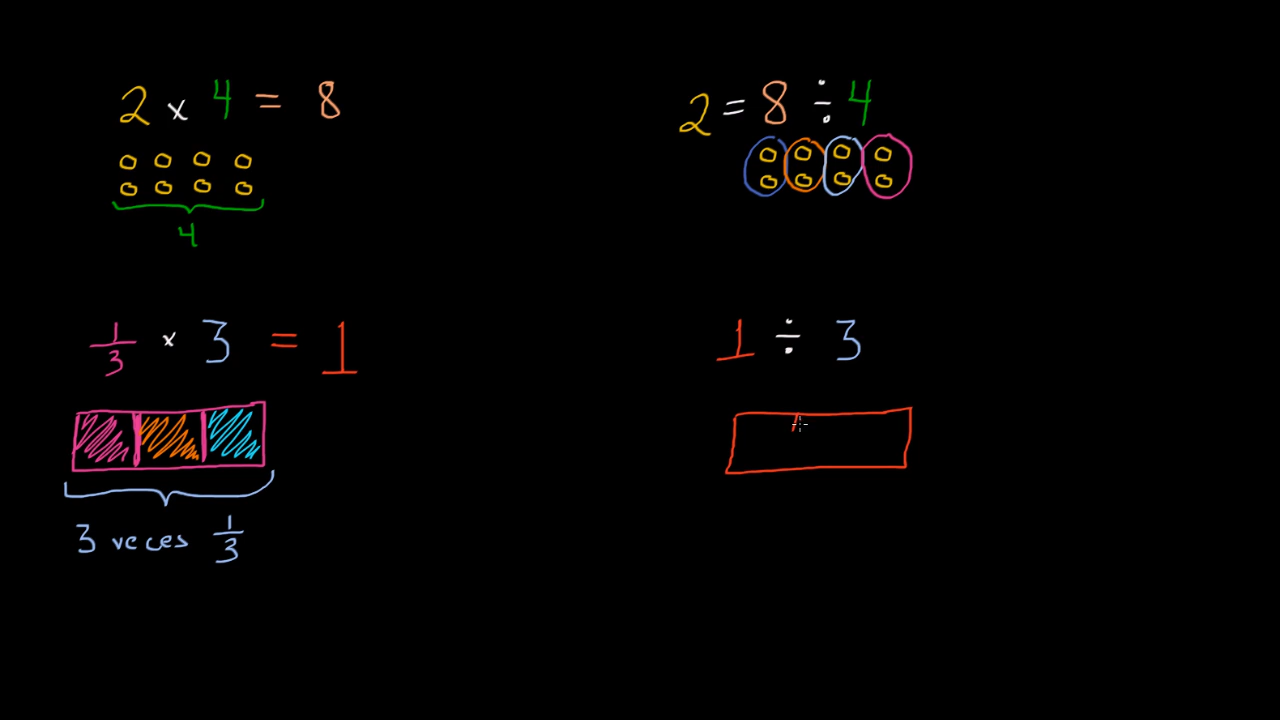 2 x 4 = 8
2 = 8 ÷ 4
4
1/3 x 3 = 1
1 ÷ 3
3 veces 1/3